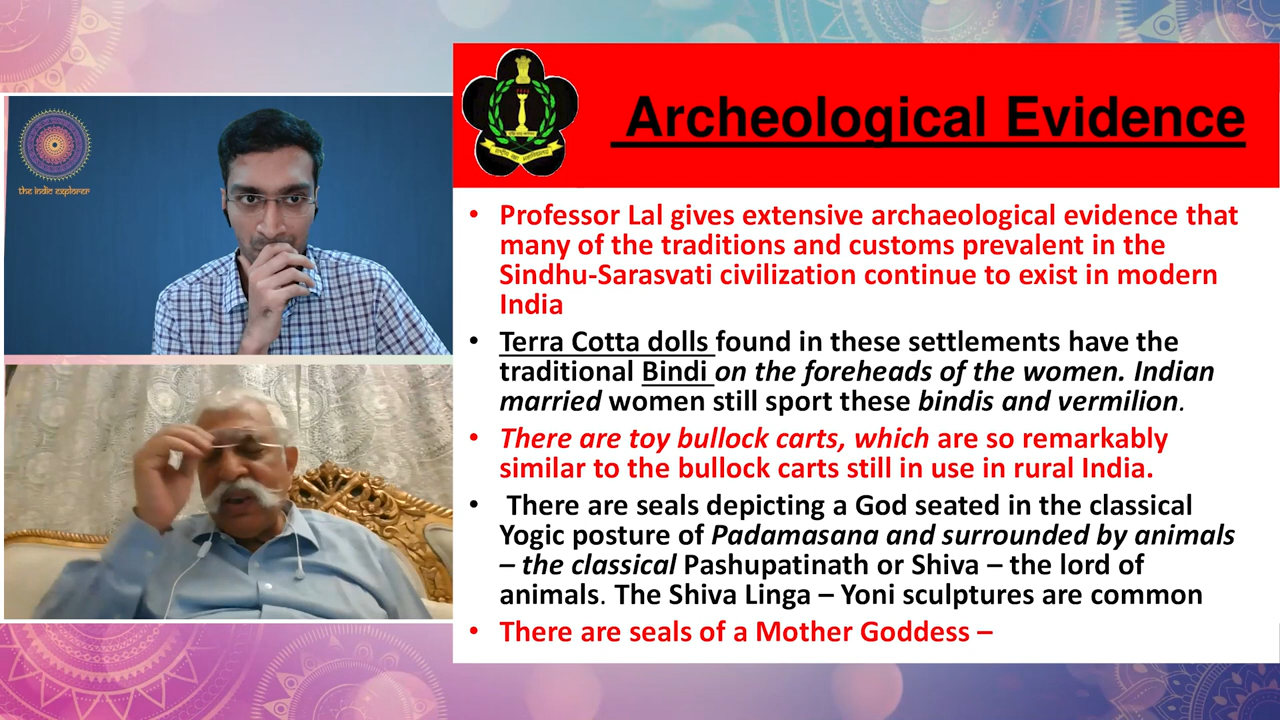 the indic explorer
Archeological Evidence
• Professor Lal gives extensive archaeological evidence that
many of the traditions and customs prevalent in the
Sindhu-Sarasvati civilization continue to exist in modern
India
• Terra Cotta dolls found in these settlements have the
traditional Bindi on the foreheads of the women. Indian
married women still sport these bindis and vermilion.
• There are toy bullock carts, which are so remarkably
similar to the bullock carts still in use in rural India.
• There are seals depicting a God seated in the classical
Yogic posture of Padamasana and surrounded by animals
– the classical Pashupatinath or Shiva – the lord of
animals. The Shiva Linga – Yoni sculptures are common
• There are seals of a Mother Goddess –